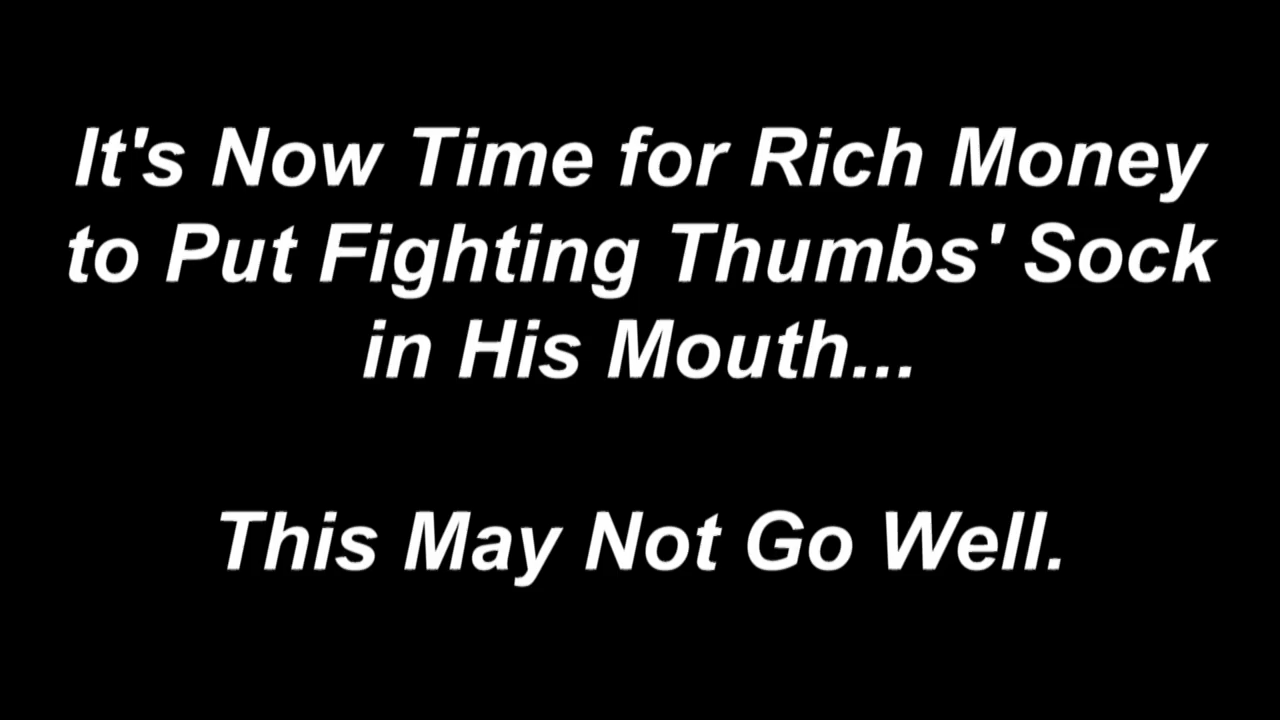 It's Now Time for Rich Money
to Put Fighting Thumbs' Sock
in His Mouth...
This May Not Go Well.